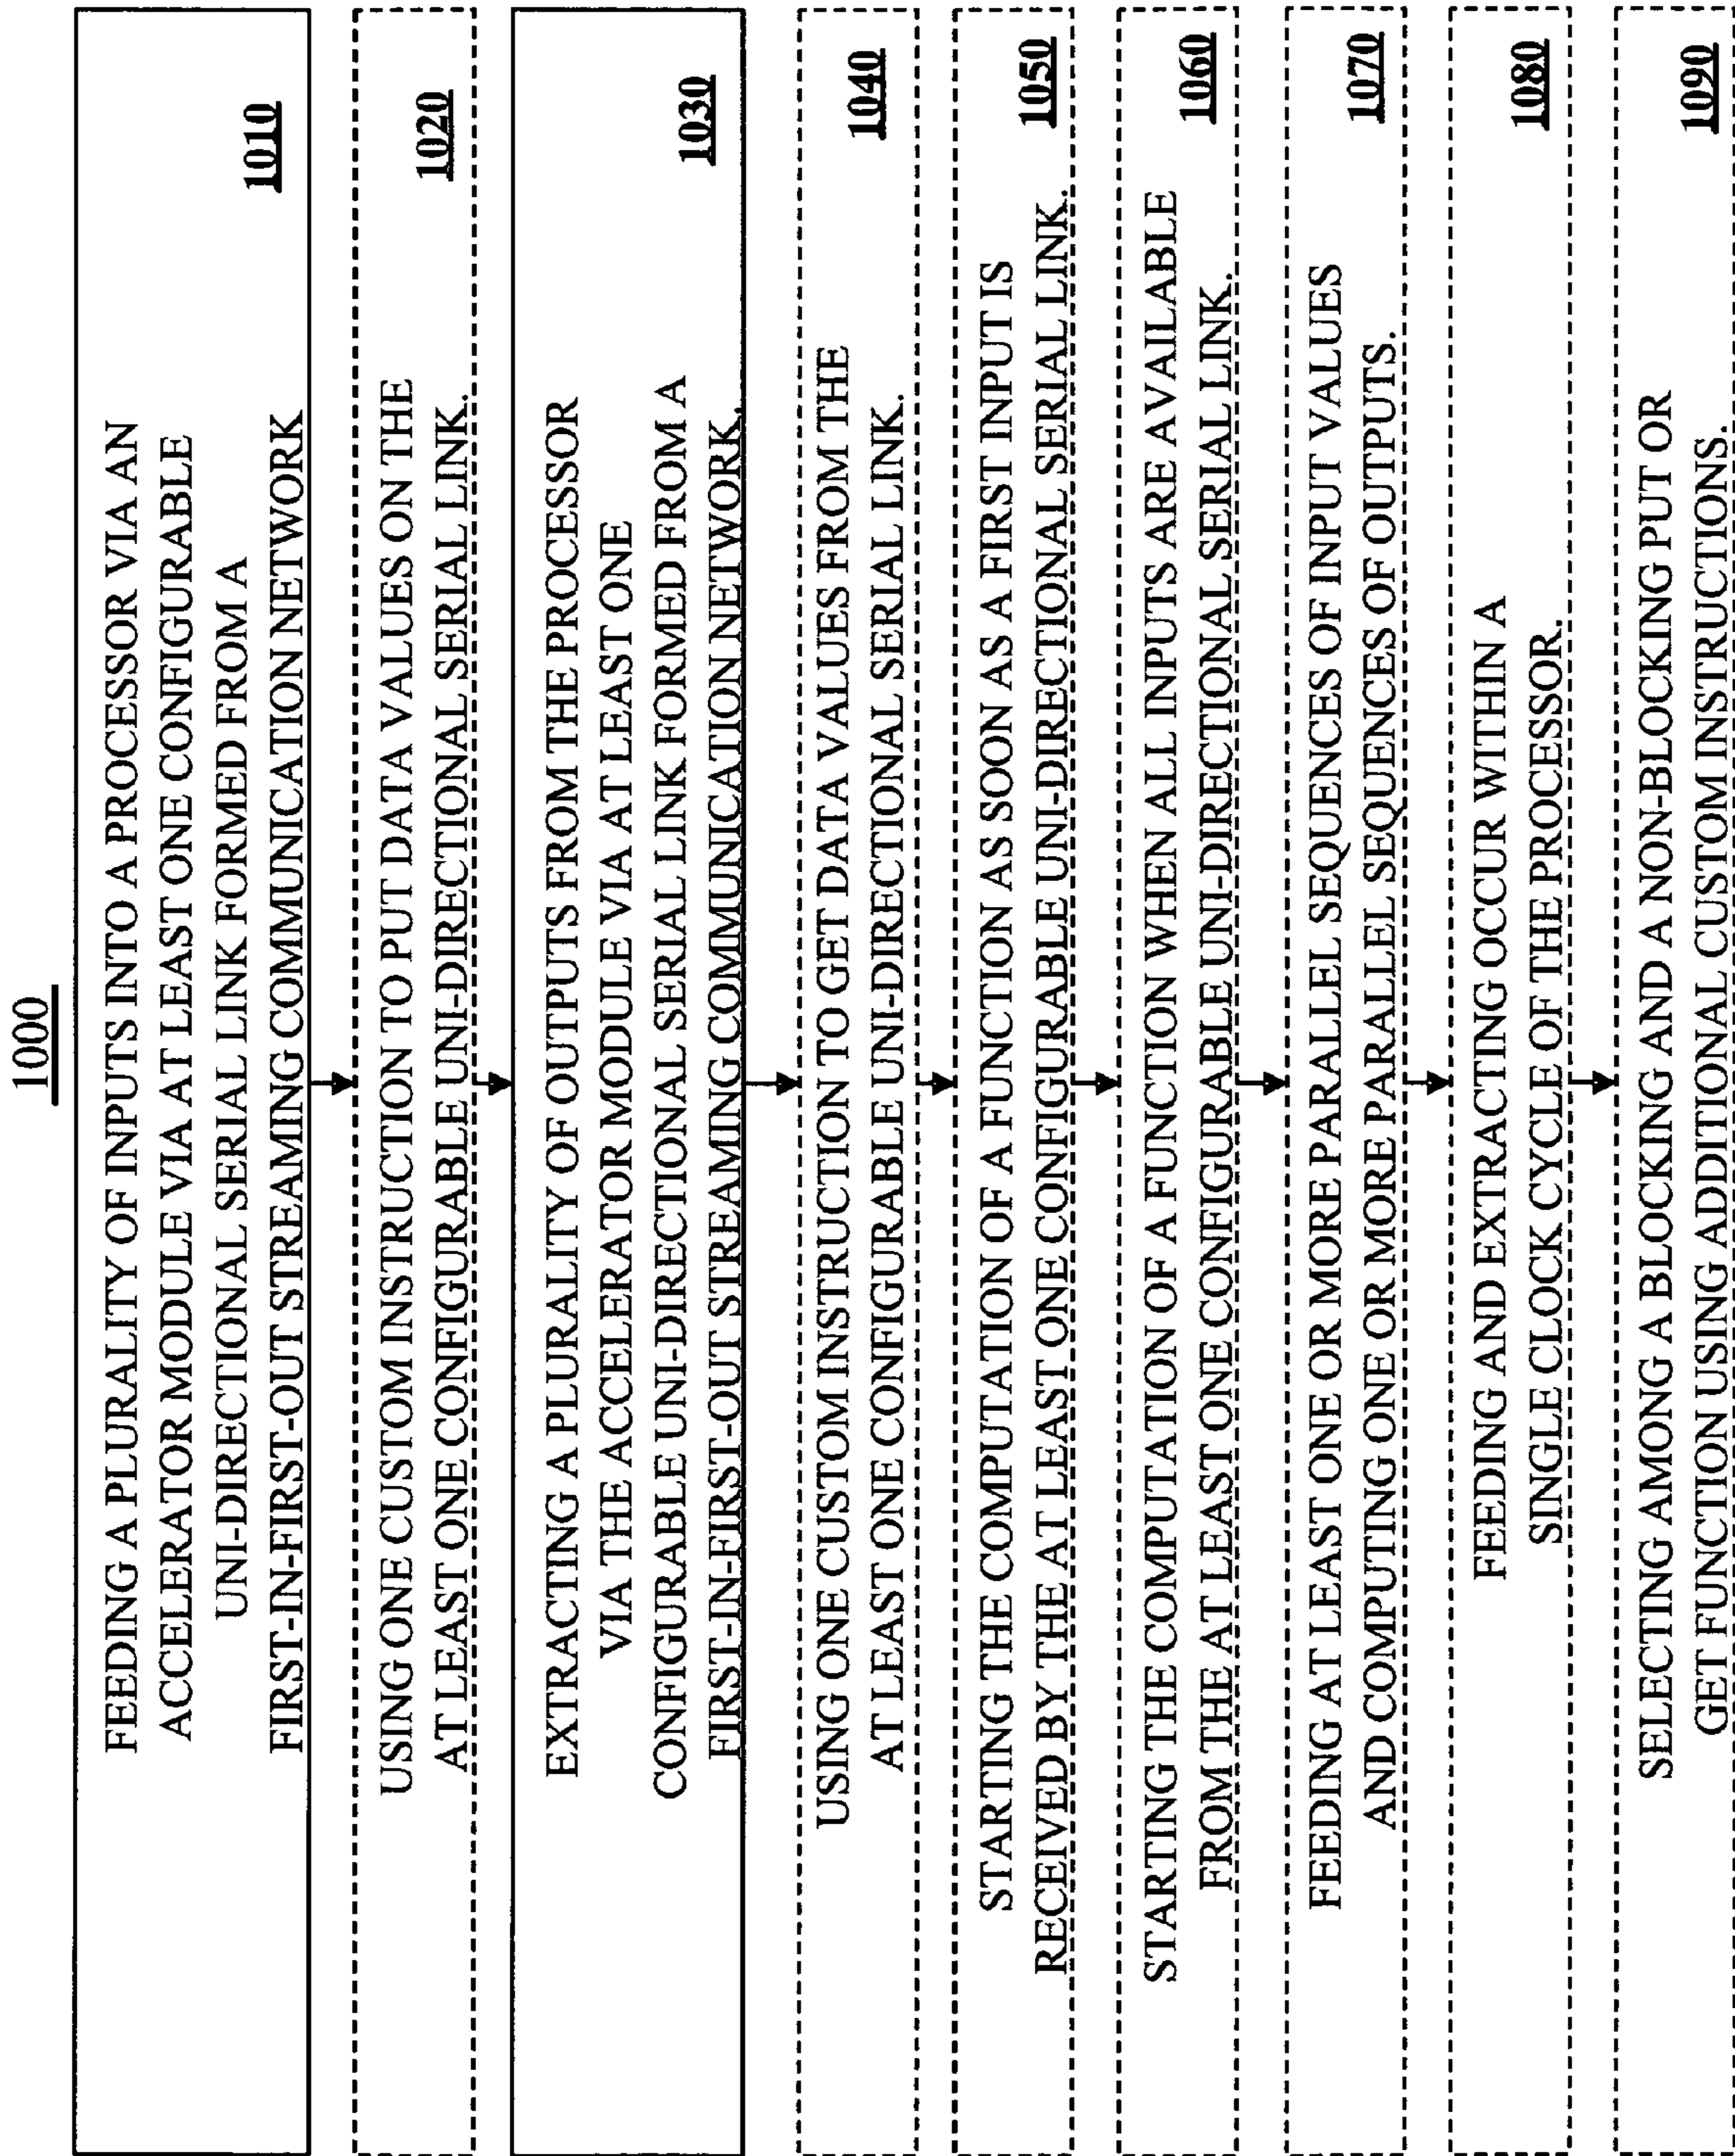 1000
FEEDING A PLURALITY OF INPUTS INTO A PROCESSOR VIA AN
ACCELERATOR MODULE VIA AT LEAST ONE CONFIGURABLE
UNI-DIRECTIONAL SERIAL LINK FORMED FROM A
FIRST-IN-FIRST-OUT STREAMING COMMUNICATION NETWORK
1010
USING ONE CUSTOM INSTRUCTION TO PUT DATA VALUES ON THE
AT LEAST ONE CONFIGURABLE UNI-DIRECTIONAL SERIAL LINK.
1020
EXTRACTING A PLURALITY OF OUTPUTS FROM THE PROCESSOR
VIA THE ACCELERATOR MODULE VIA AT LEAST ONE
CONFIGURABLE UNI-DIRECTIONAL SERIAL LINK FORMED FROM A
FIRST-IN-FIRST-OUT STREAMING COMMUNICATION NETWORK.
1030
USING ONE CUSTOM INSTRUCTION TO GET DATA VALUES FROM THE
AT LEAST ONE CONFIGURABLE UNI-DIRECTIONAL SERIAL LINK.
1040
STARTING THE COMPUTATION OF A FUNCTION AS SOON AS A FIRST INPUT IS
RECEIVED BY THE AT LEAST ONE CONFIGURABLE UNI-DIRECTIONAL SERIAL LINK.
1050
STARTING THE COMPUTATION OF A FUNCTION WHEN ALL INPUTS ARE AVAILABLE
FROM THE AT LEAST ONE CONFIGURABLE UNI-DIRECTIONAL SERIAL LINK.
1060
FEEDING AT LEAST ONE OR MORE PARALLEL SEQUENCES OF INPUT VALUES
AND COMPUTING ONE OR MORE PARALLEL SEQUENCES OF OUTPUTS.
1070
FEEDING AND EXTRACTING OCCUR WITHIN A
SINGLE CLOCK CYCLE OF THE PROCESSOR.
1080
SELECTING AMONG A BLOCKING AND A NON-BLOCKING PUT OR
GET FUNCTION USING ADDITIONAL CUSTOM INSTRUCTIONS.
1090